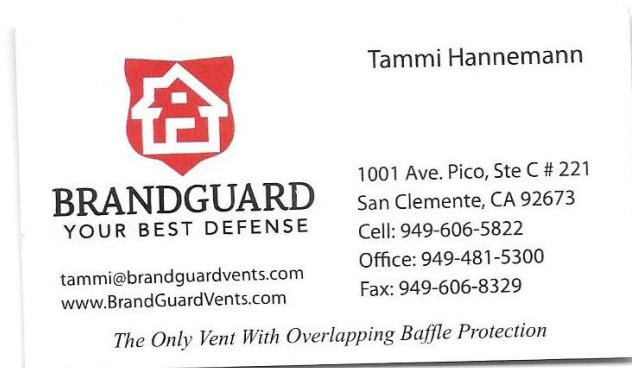 Tammi Hannemann
BRANDGUARD
YOUR BEST DEFENSE
tammi@brandguardvents.com
www.BrandGuardVents.com
1001 Ave. Pico, Ste C # 221
San Clemente, CA 92673
Cell: 949-606-5822
Office: 949-481-5300
Fax: 949-606-8329
The Only Vent With Overlapping Baffle Protection